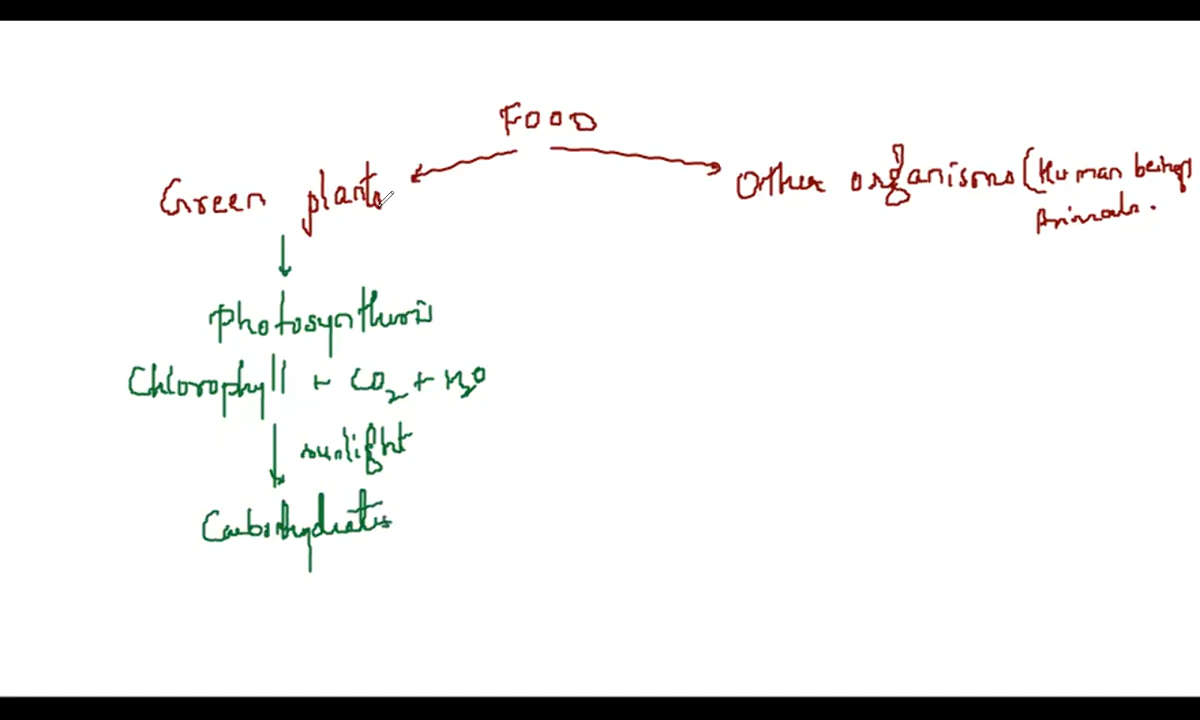 FOOD
Green plants
Other organisms (Human beings
Animals.
Photosynthesis
Chlorophyll + CO2 + H2O
sunlight
Carbohydrates